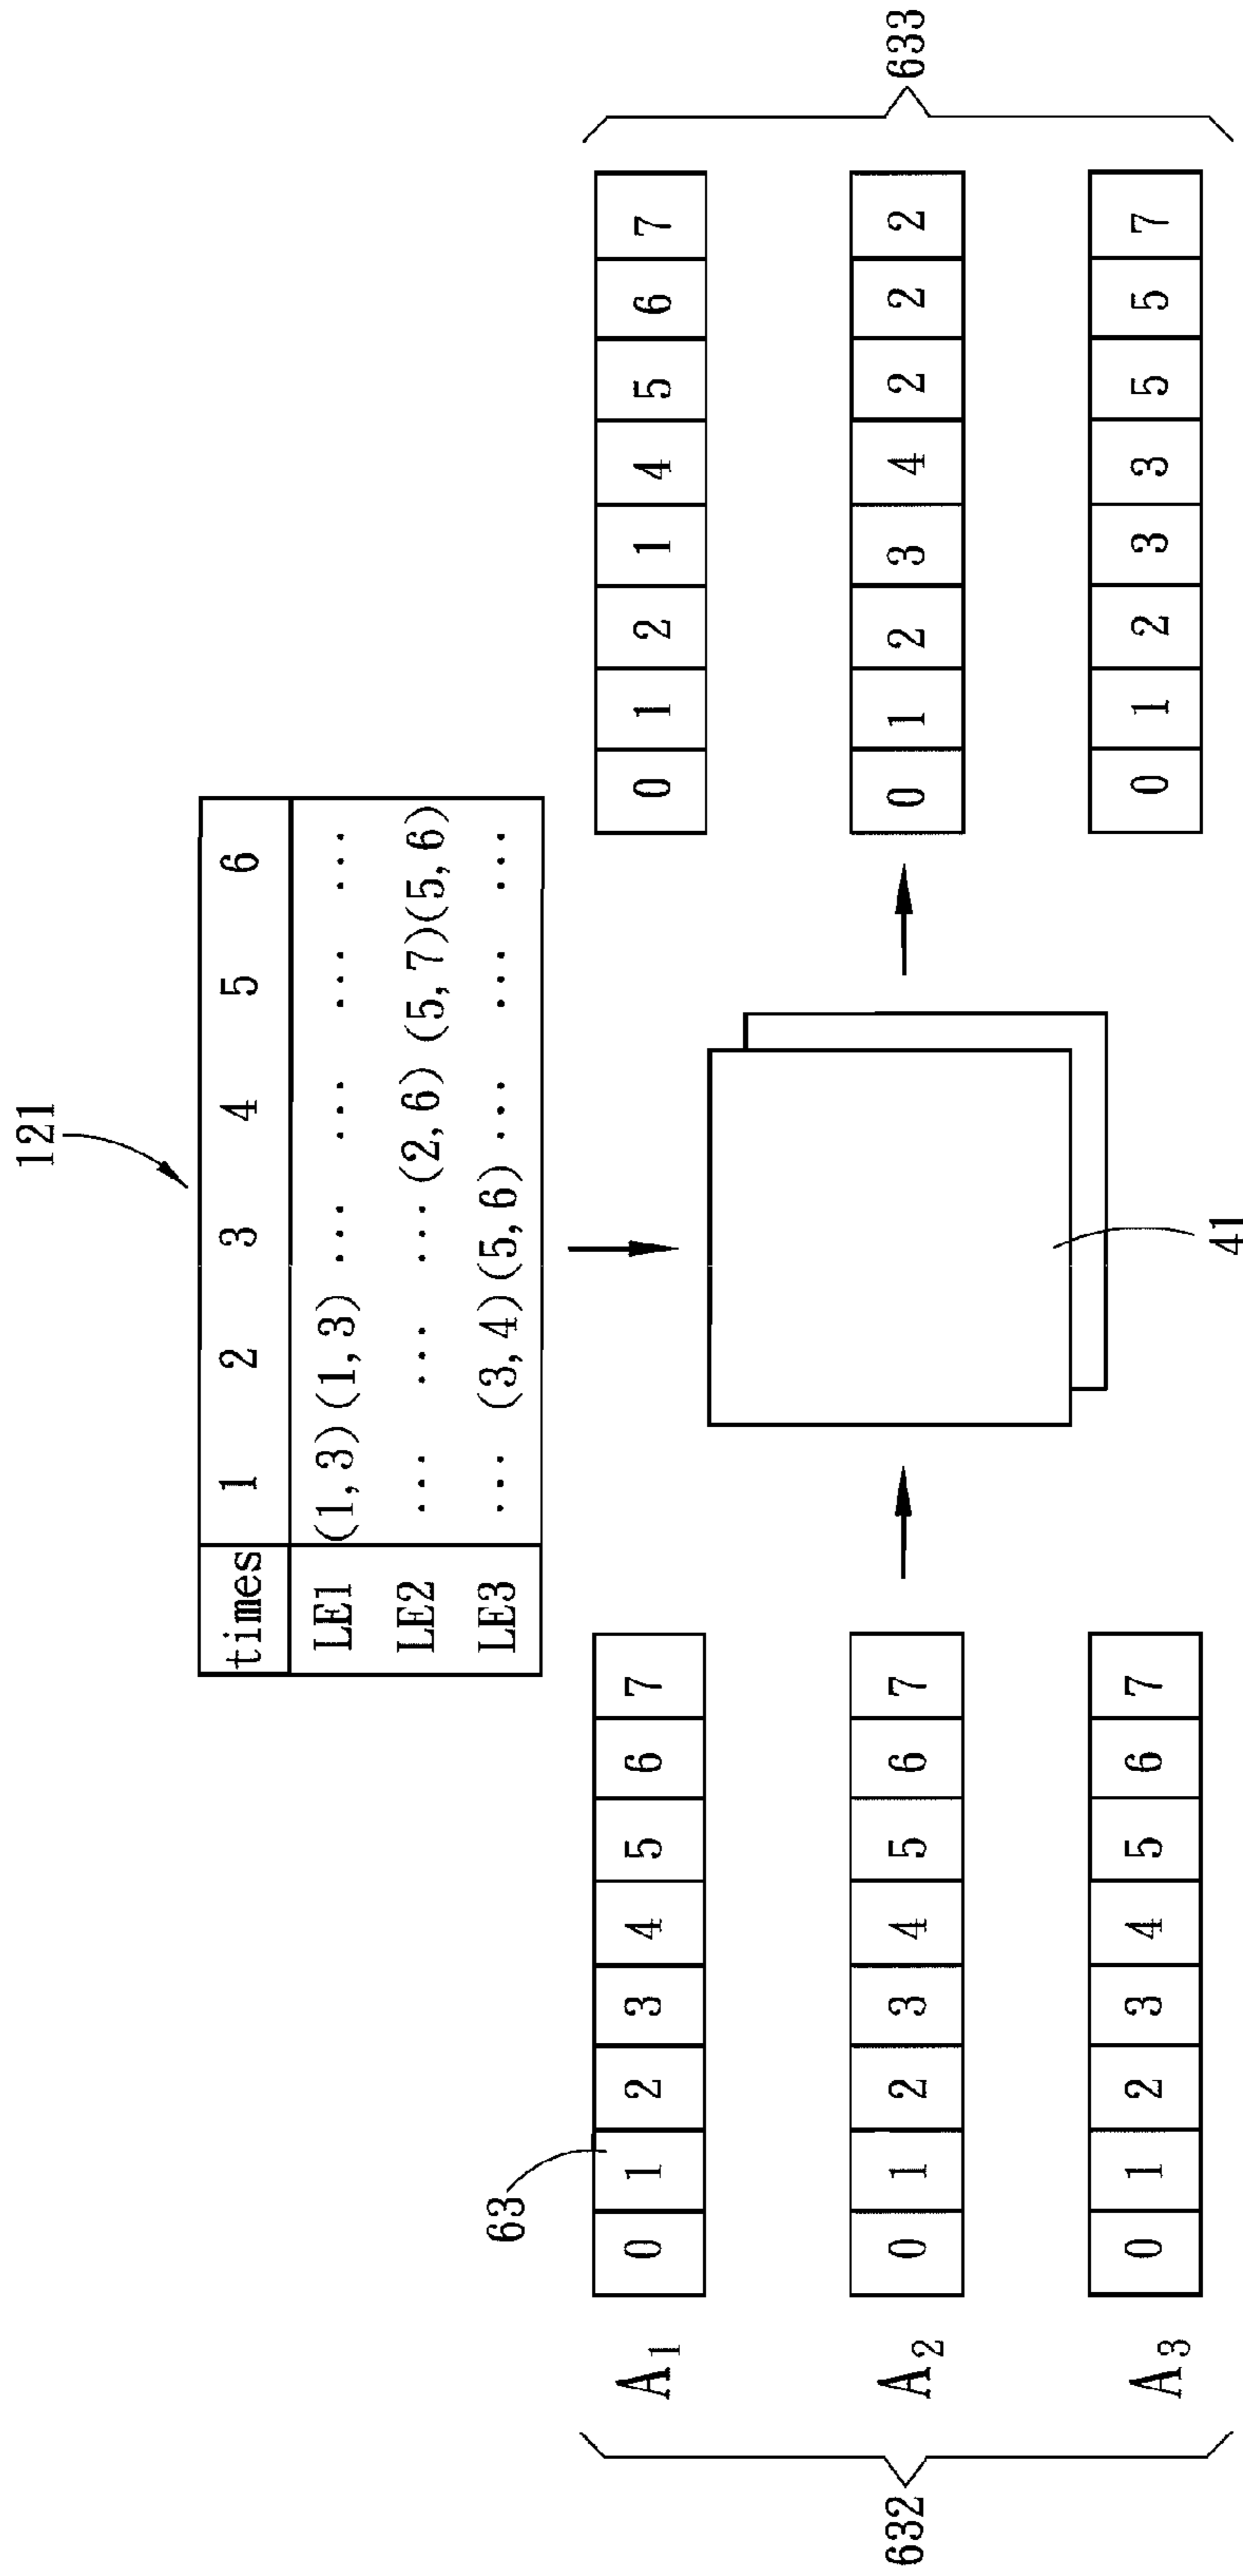 121
times 1 2 3 4 5 6
LE1 (1,3)(1,3) ... ... ... ...
LE2 ... ... ... (2,6)(5,7)(5,6)
LE3 ... (3,4)(5,6) ... ... ...
63
A1 0 1 2 3 4 5 6 7
A2 0 1 2 3 4 5 6 7
A3 0 1 2 3 4 5 6 7
632
41
0 1 2 1 4 5 6 7
0 1 2 3 4 2 2 2
0 1 2 3 3 5 5 7
633